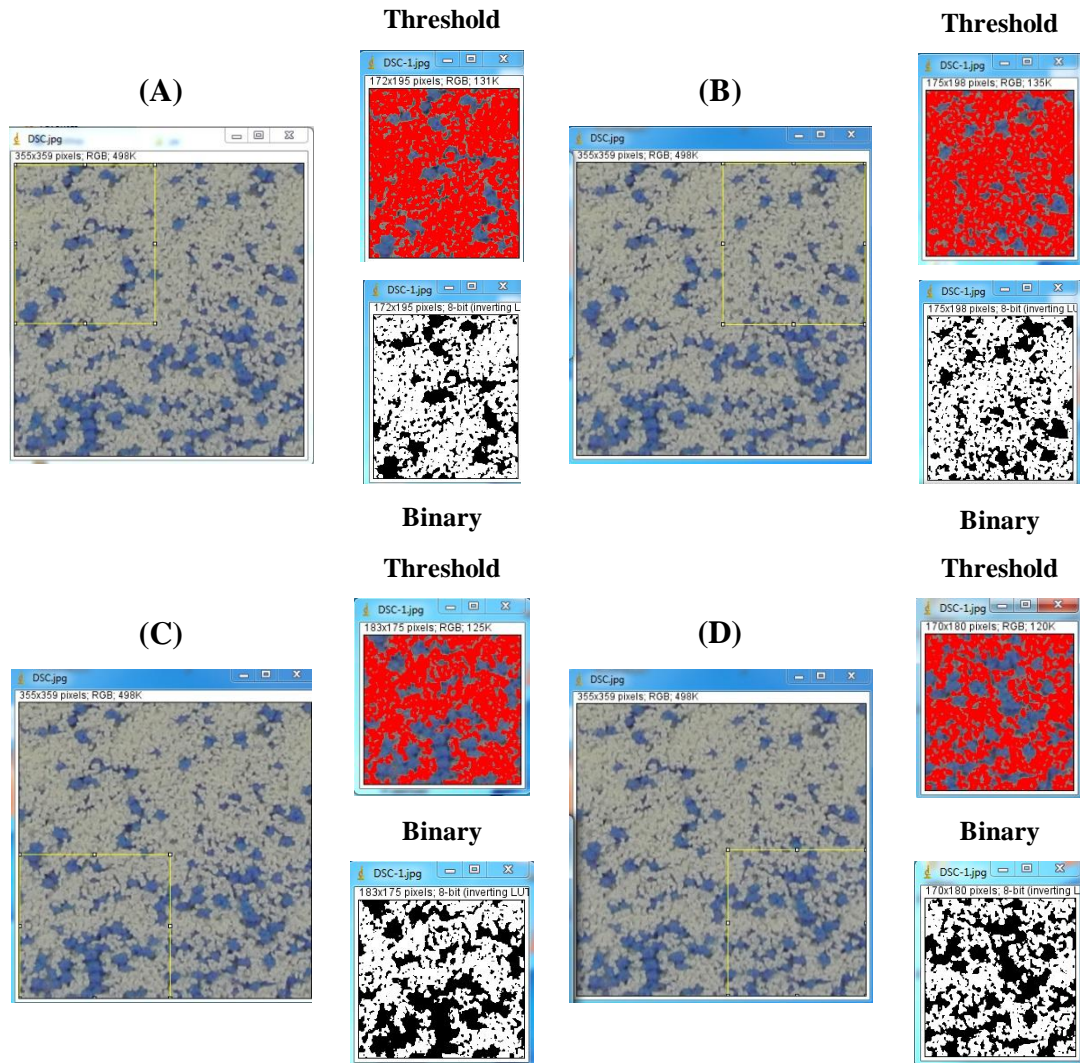 Threshold
DSC-1.jpg
172x195 pixels; RGB; 131K
(A)
DSC.jpg
355x359 pixels; RGB; 498K
DSC-1.jpg
172x195 pixels; 8-bit (inverting L
Binary
Threshold
DSC-1.jpg
175x198 pixels; RGB; 135K
(B)
DSC.jpg
355x359 pixels; RGB; 498K
DSC-1.jpg
175x198 pixels; 8-bit (inverting LU
Binary
Threshold
DSC-1.jpg
183x175 pixels; RGB; 125K
(C)
DSC.jpg
355x359 pixels; RGB; 498K
Binary
DSC-1.jpg
183x175 pixels; 8-bit (inverting LUT
Threshold
DSC-1.jpg
170x180 pixels; RGB; 120K
(D)
DSC.jpg
355x359 pixels; RGB; 498K
Binary
DSC-1.jpg
170x180 pixels; 8-bit (inverting L